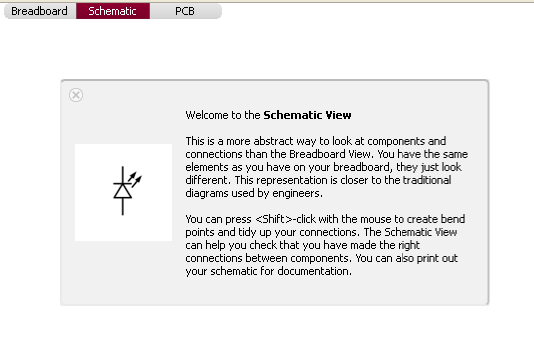 Breadboard Schematic PCB
Welcome to the Schematic View
This is a more abstract way to look at components and
connections than the Breadboard View. You have the same
elements as you have on your breadboard, they just look
different. This representation is closer to the traditional
diagrams used by engineers.
You can press <Shift>-click with the mouse to create bend
points and tidy up your connections. The Schematic View
can help you check that you have made the right
connections between components. You can also print out
your schematic for documentation.